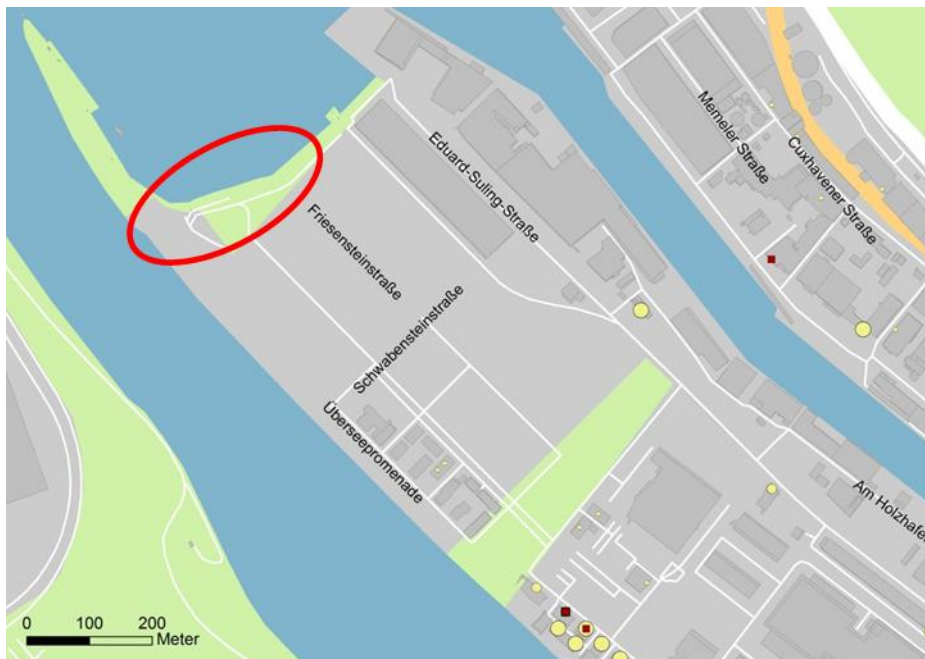 Memeler Straße
Cuxhavener Straße
Eduard-Suling-Straße
Friesensteinstraße
Schwabensteinstraße
Überseepromenade
Am Holzhafe
0 100 200
Meter